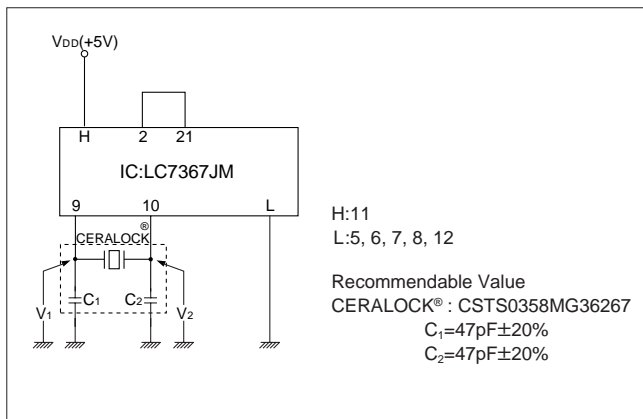 VDD(+5V)
H 2 21
IC:LC7367JM
9 10 L
CERALOCK®
V1 C1 C2 V2
H:11
L:5, 6, 7, 8, 12
Recommendable Value
CERALOCK® : CSTS0358MG36267
C1=47pF±20%
C2=47pF±20%